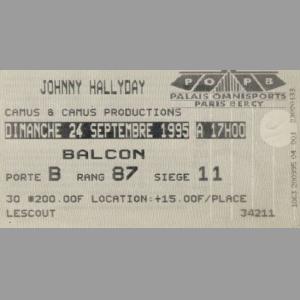 JOHNNY HALLYDAY
POPB
PALAIS OMNISPORTS
PARIS BERCY
CAMUS & CAMUS PRODUCTIONS
DIMANCHE 24 SEPTEMBRE 1995 A 17H00
BALCON
PORTE B RANG 87 SIEGE 11
30 *200.00F LOCATION:+15.00F/PLACE
LESCOUT 34211